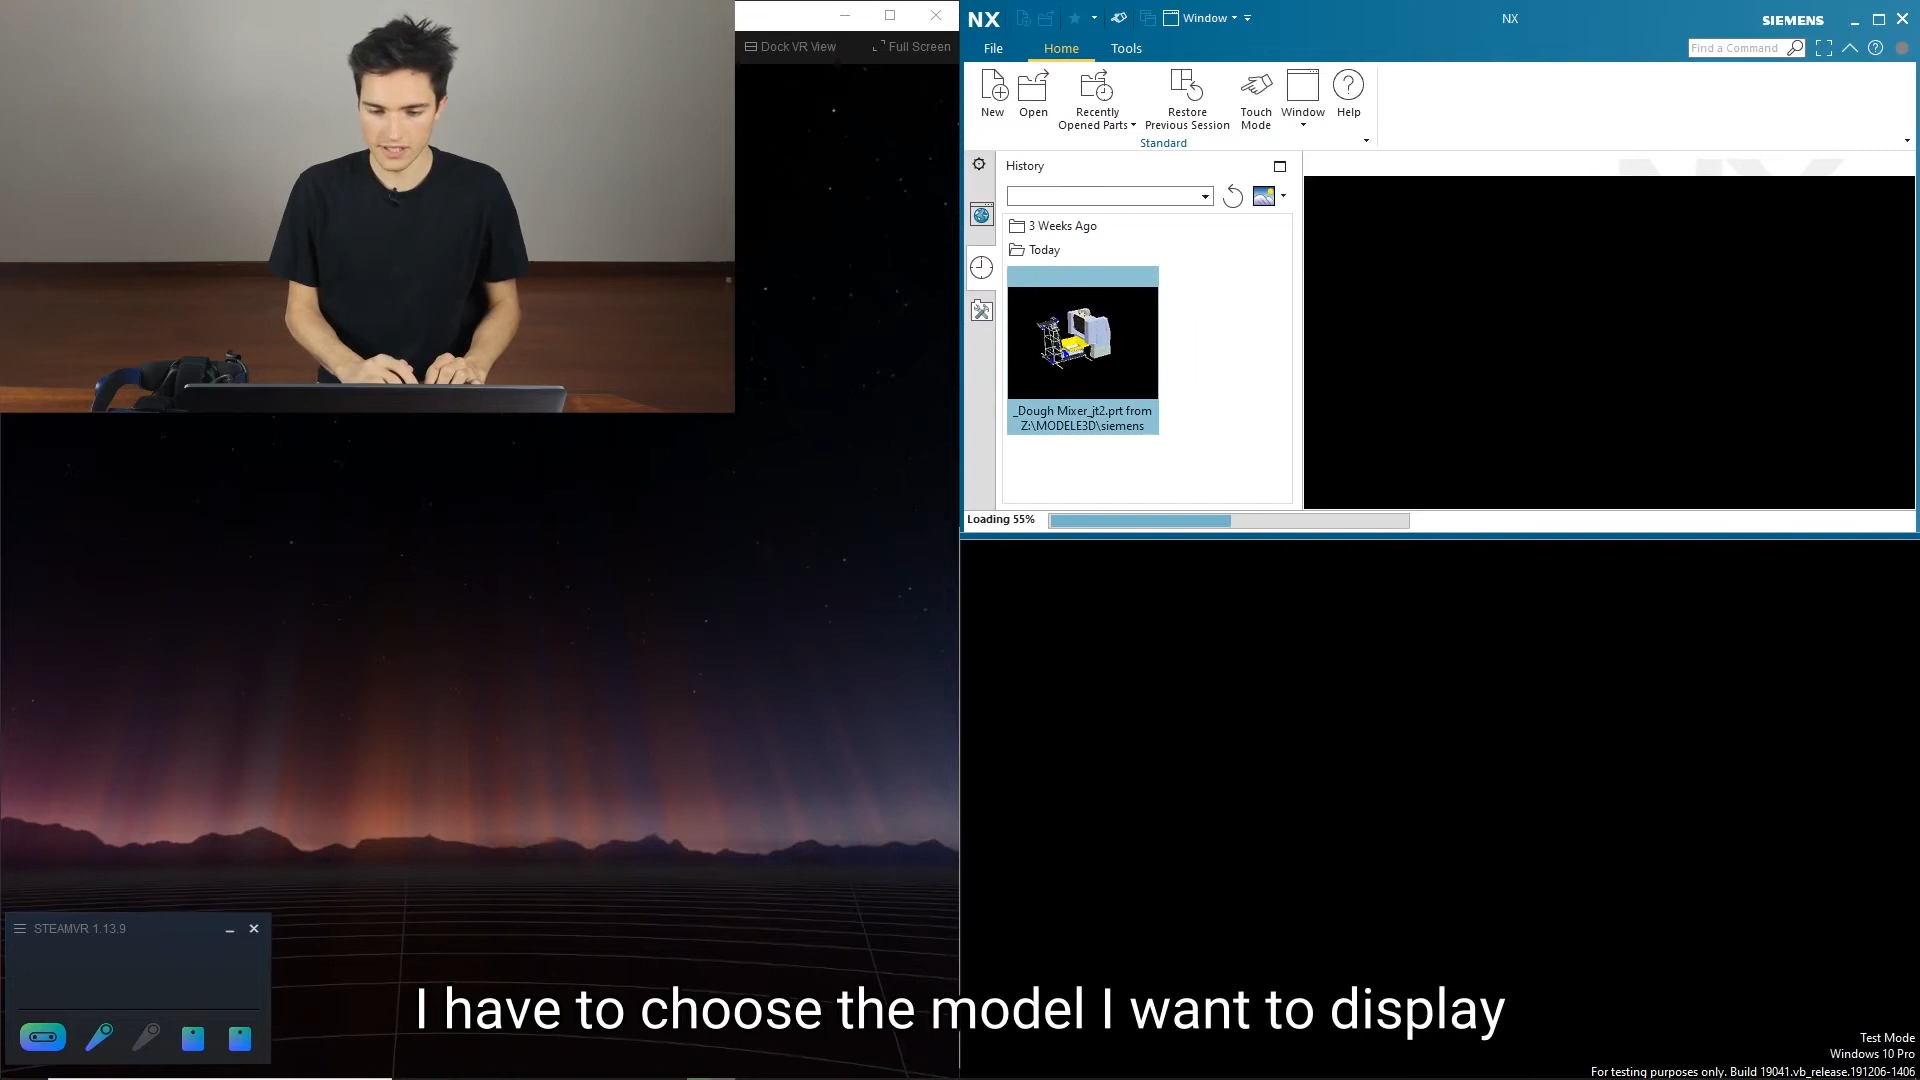 Dock VR View
Full Screen
NX
Window
NX
SIEMENS
File
Home
Tools
Find a Command
New
Open
Recently
Opened Parts
Restore
Previous Session
Touch
Mode
Window
Help
Standard
History
3 Weeks Ago
Today
_Dough Mixer_jt2.prt from
Z:\MODELE3D\siemens
Loading 55%
STEAMVR 1.13.9
I have to choose the model I want to display
Test Mode
Windows 10 Pro
For testing purposes only. Build 19041.vb_release.191206-1406